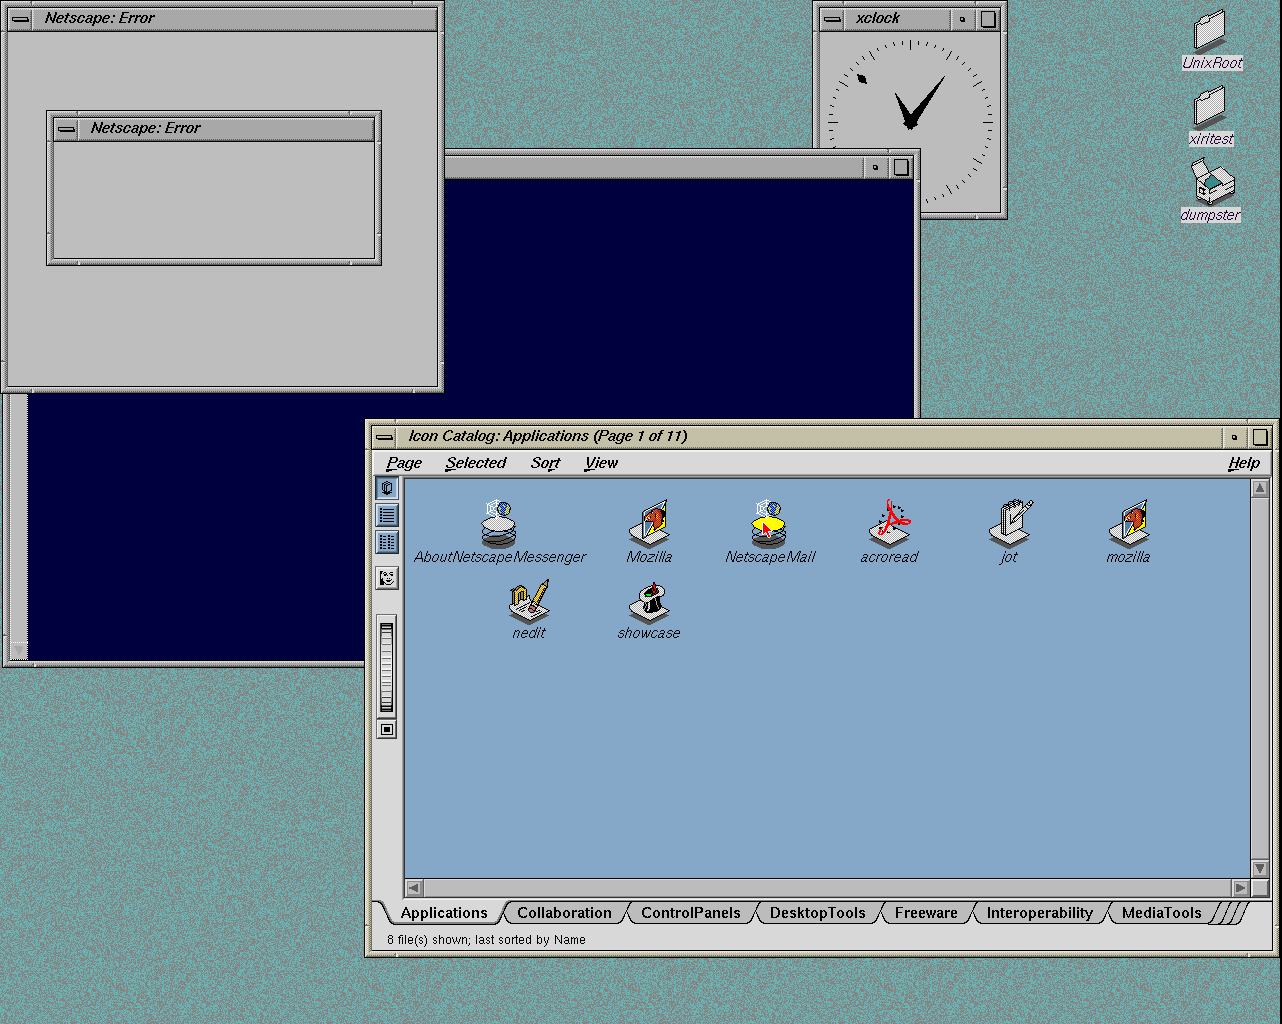 Netscape: Error
xclock
UnixRoot
Netscape: Error
xiritest
dumpster
Icon Catalog: Applications (Page 1 of 11)
Page Selected Sort View Help
AboutNetscapeMessenger Mozilla NetscapeMail acroread jot mozilla
nedit showcase
Applications Collaboration ControlPanels DesktopTools Freeware Interoperability MediaTools
8 file(s) shown; last sorted by Name